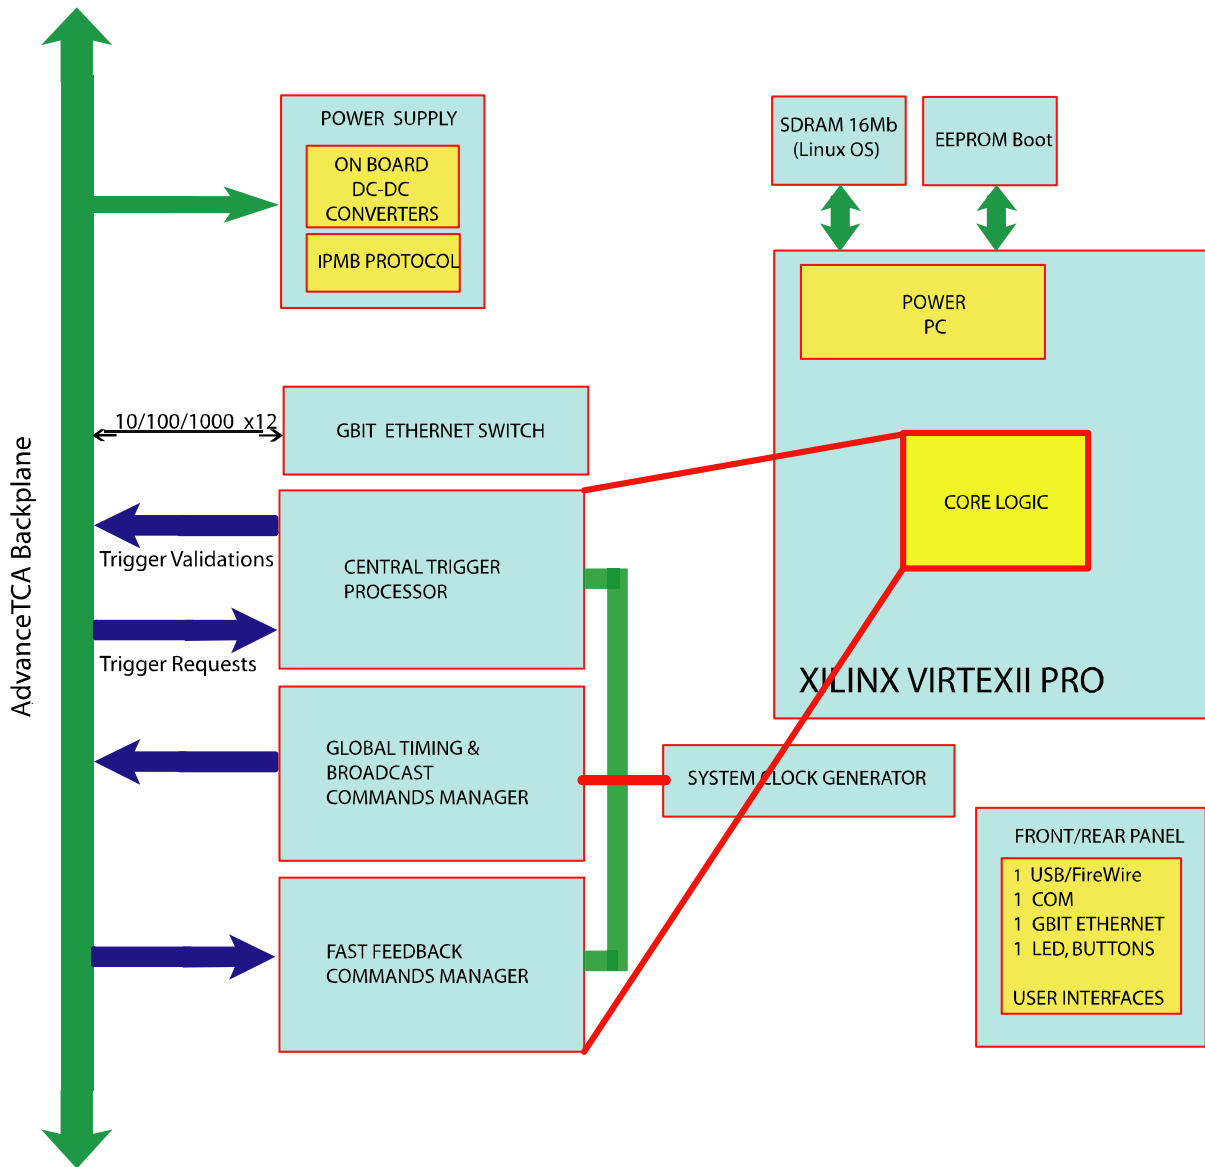 POWER SUPPLY
ON BOARD
DC-DC
CONVERTERS
IPMB PROTOCOL
SDRAM 16Mb
(Linux OS)
EEPROM Boot
POWER
PC
CORE LOGIC
XILINX VIRTEXII PRO
10/100/1000 x12
GBIT ETHERNET SWITCH
AdvanceTCA Backplane
Trigger Validations
CENTRAL TRIGGER
PROCESSOR
Trigger Requests
GLOBAL TIMING &
BROADCAST
COMMANDS MANAGER
SYSTEM CLOCK GENERATOR
FAST FEEDBACK
COMMANDS MANAGER
FRONT/REAR PANEL
1 USB/FireWire
1 COM
1 GBIT ETHERNET
1 LED, BUTTONS
USER INTERFACES